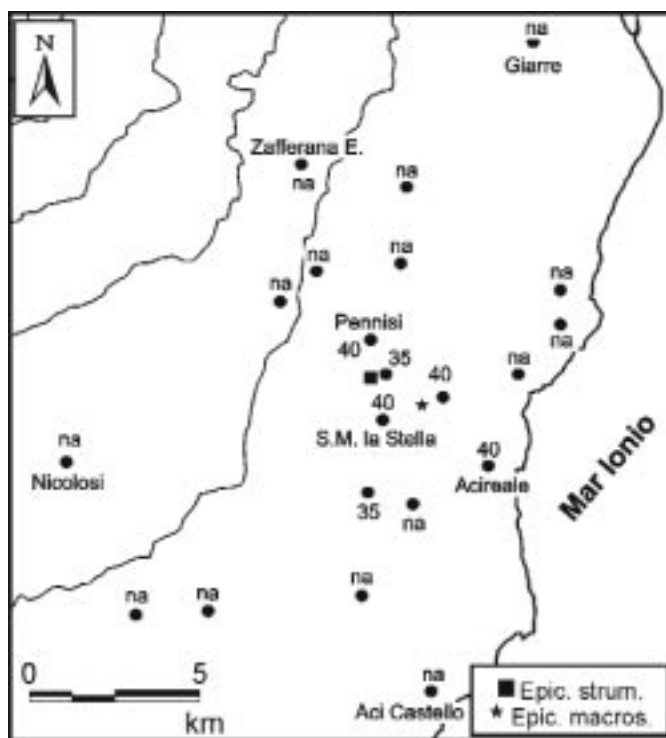 N
na
Giarre
Zafferana E.
na
na
na
na
na
na
na
Pennisi
40
35
na
40
40
S.M. la Stella
na
Nicolosi
40
Acireale
Mar Ionio
35
na
na
na
na
0 5
km
na
Aci Castello
Epic. strum.
Epic. macros.